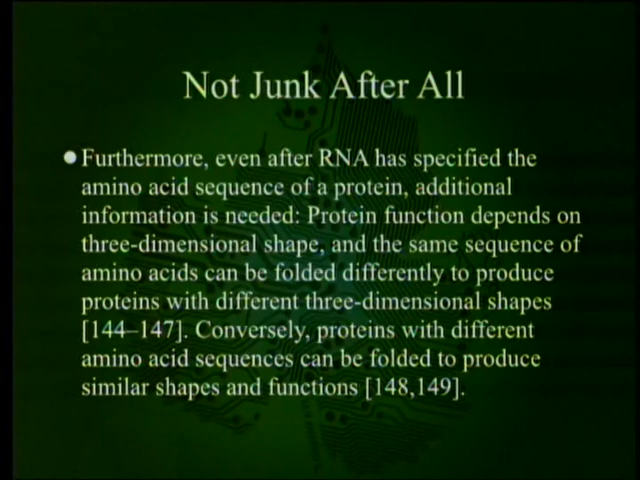 Not Junk After All
● Furthermore, even after RNA has specified the
amino acid sequence of a protein, additional
information is needed: Protein function depends on
three-dimensional shape, and the same sequence of
amino acids can be folded differently to produce
proteins with different three-dimensional shapes
[144–147]. Conversely, proteins with different
amino acid sequences can be folded to produce
similar shapes and functions [148,149].